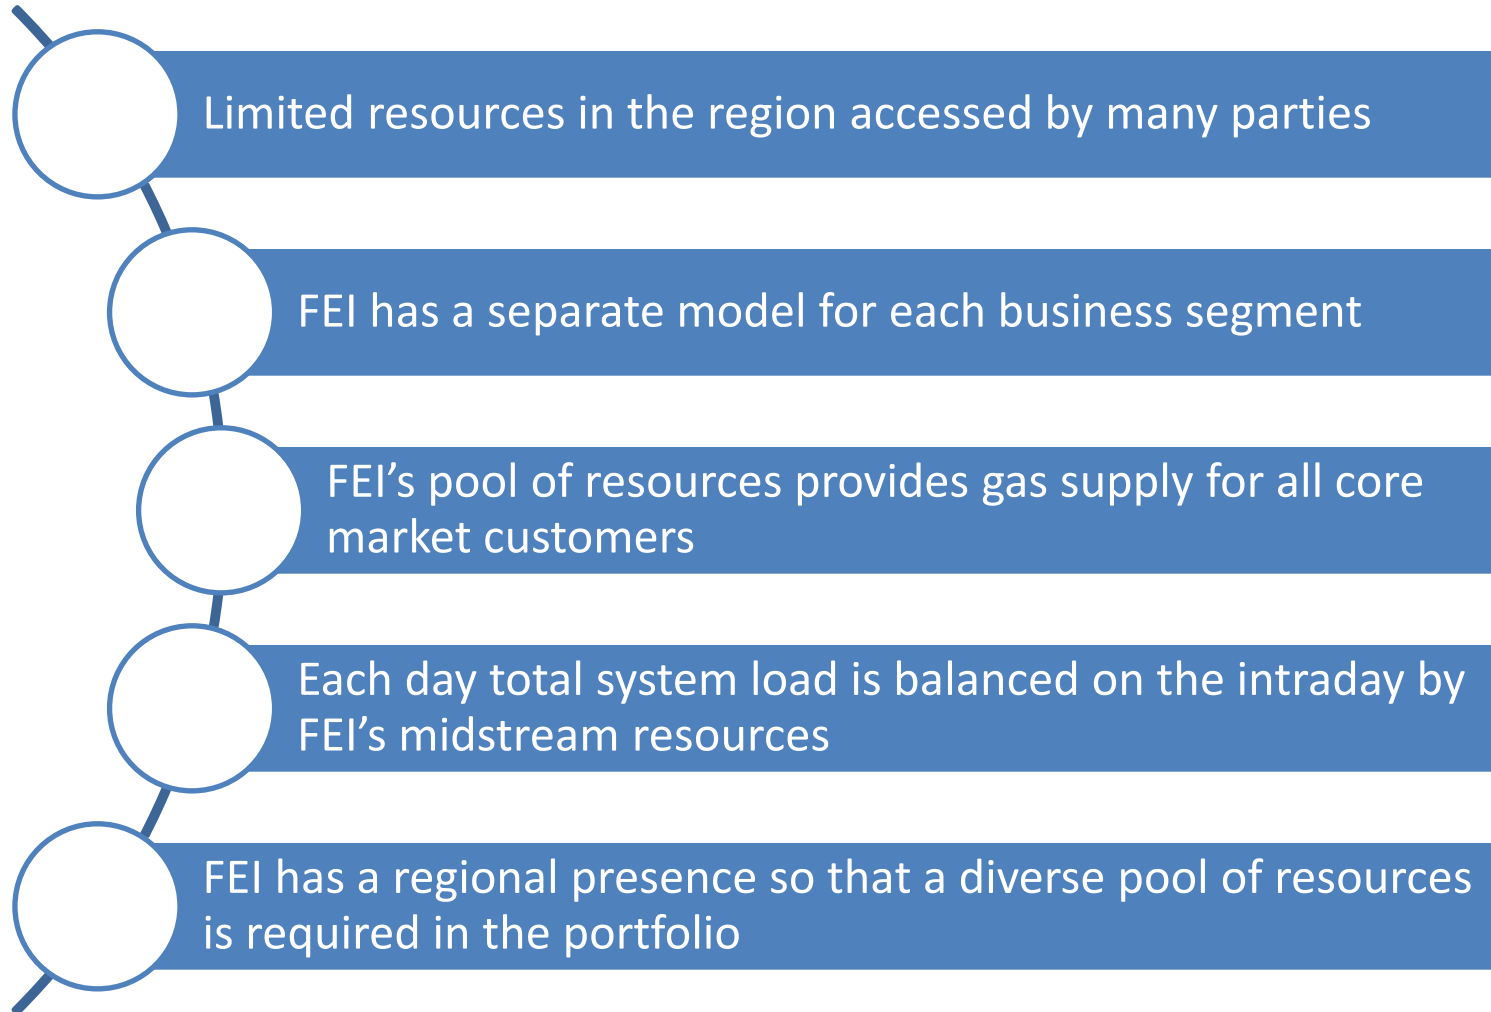 Limited resources in the region accessed by many parties
FEI has a separate model for each business segment
FEI’s pool of resources provides gas supply for all core
market customers
Each day total system load is balanced on the intraday by
FEI’s midstream resources
FEI has a regional presence so that a diverse pool of resources
is required in the portfolio